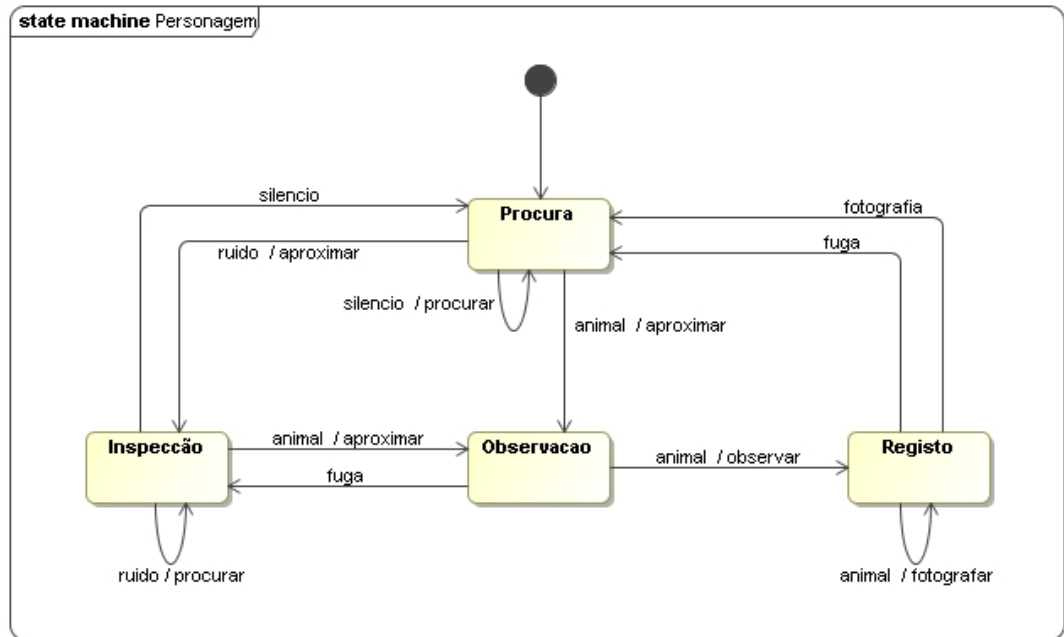 state machine Personagem
silencio
Procura
fotografia
ruido / aproximar
fuga
silencio / procurar
animal / aproximar
Inspeccão
animal / aproximar
Observacao
animal / observar
Registo
fuga
ruido / procurar
animal / fotografar